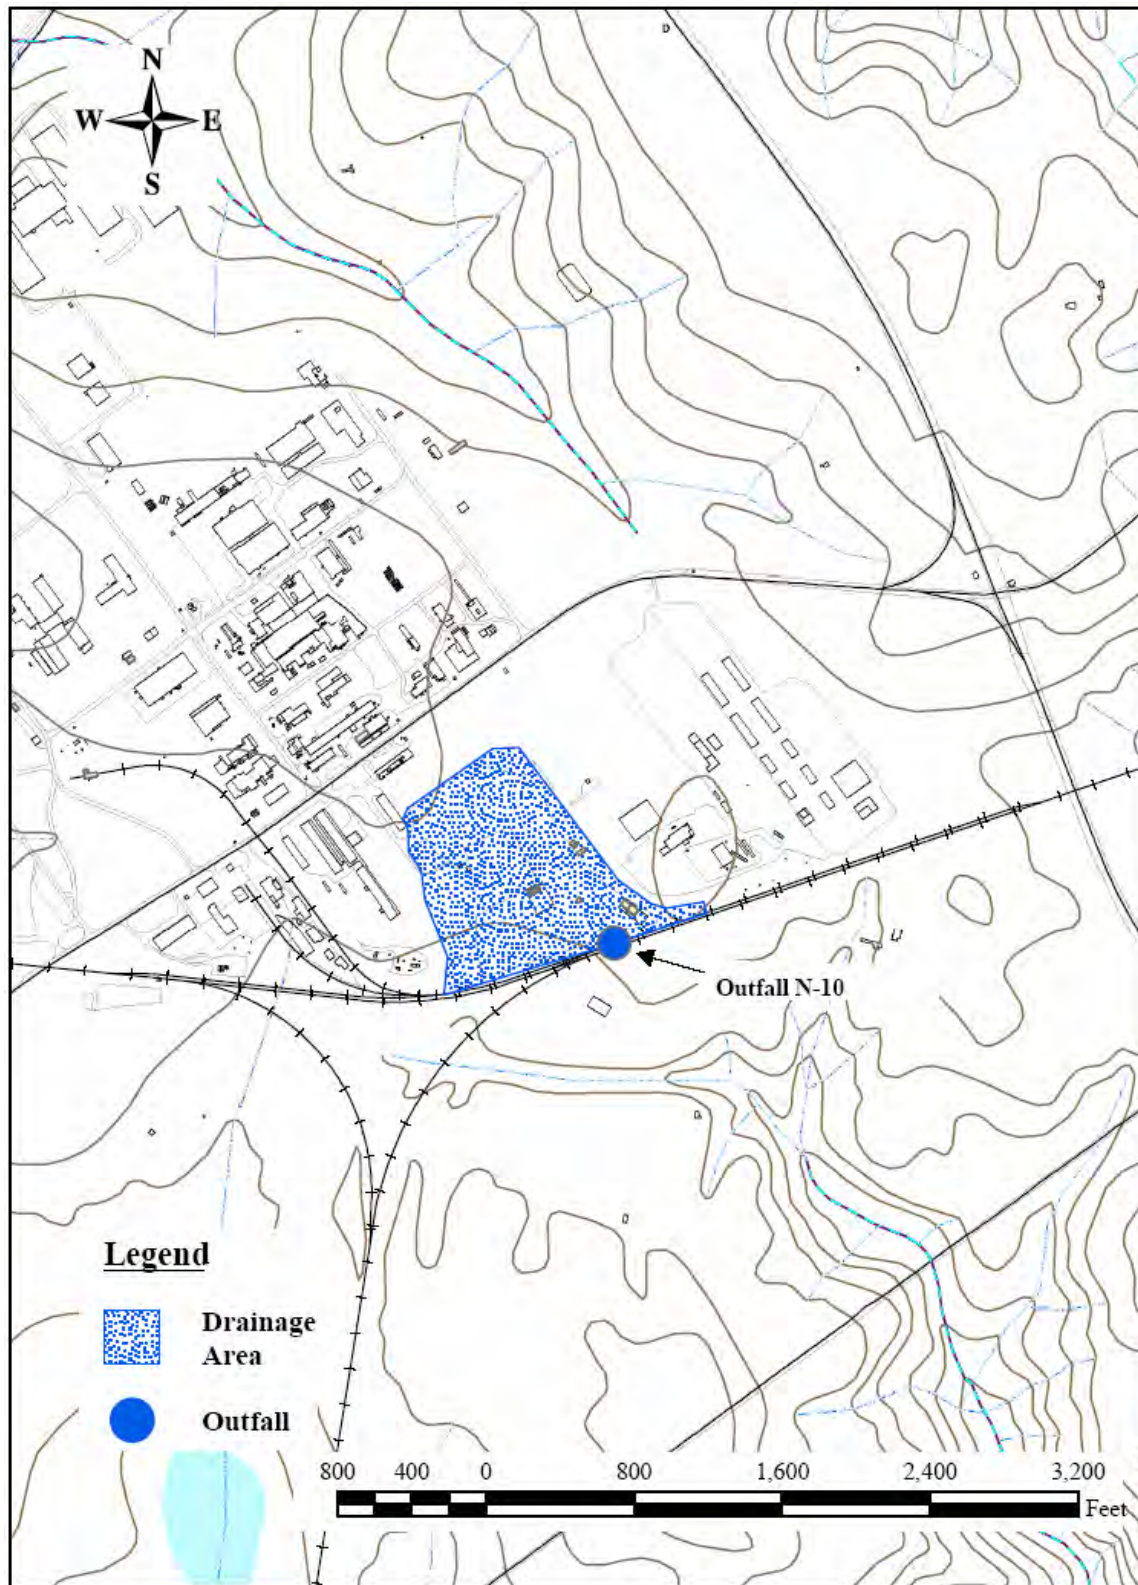 N
W E
S
Outfall N-10
Legend
Drainage
Area
Outfall
800 400 0 800 1,600 2,400 3,200
Feet